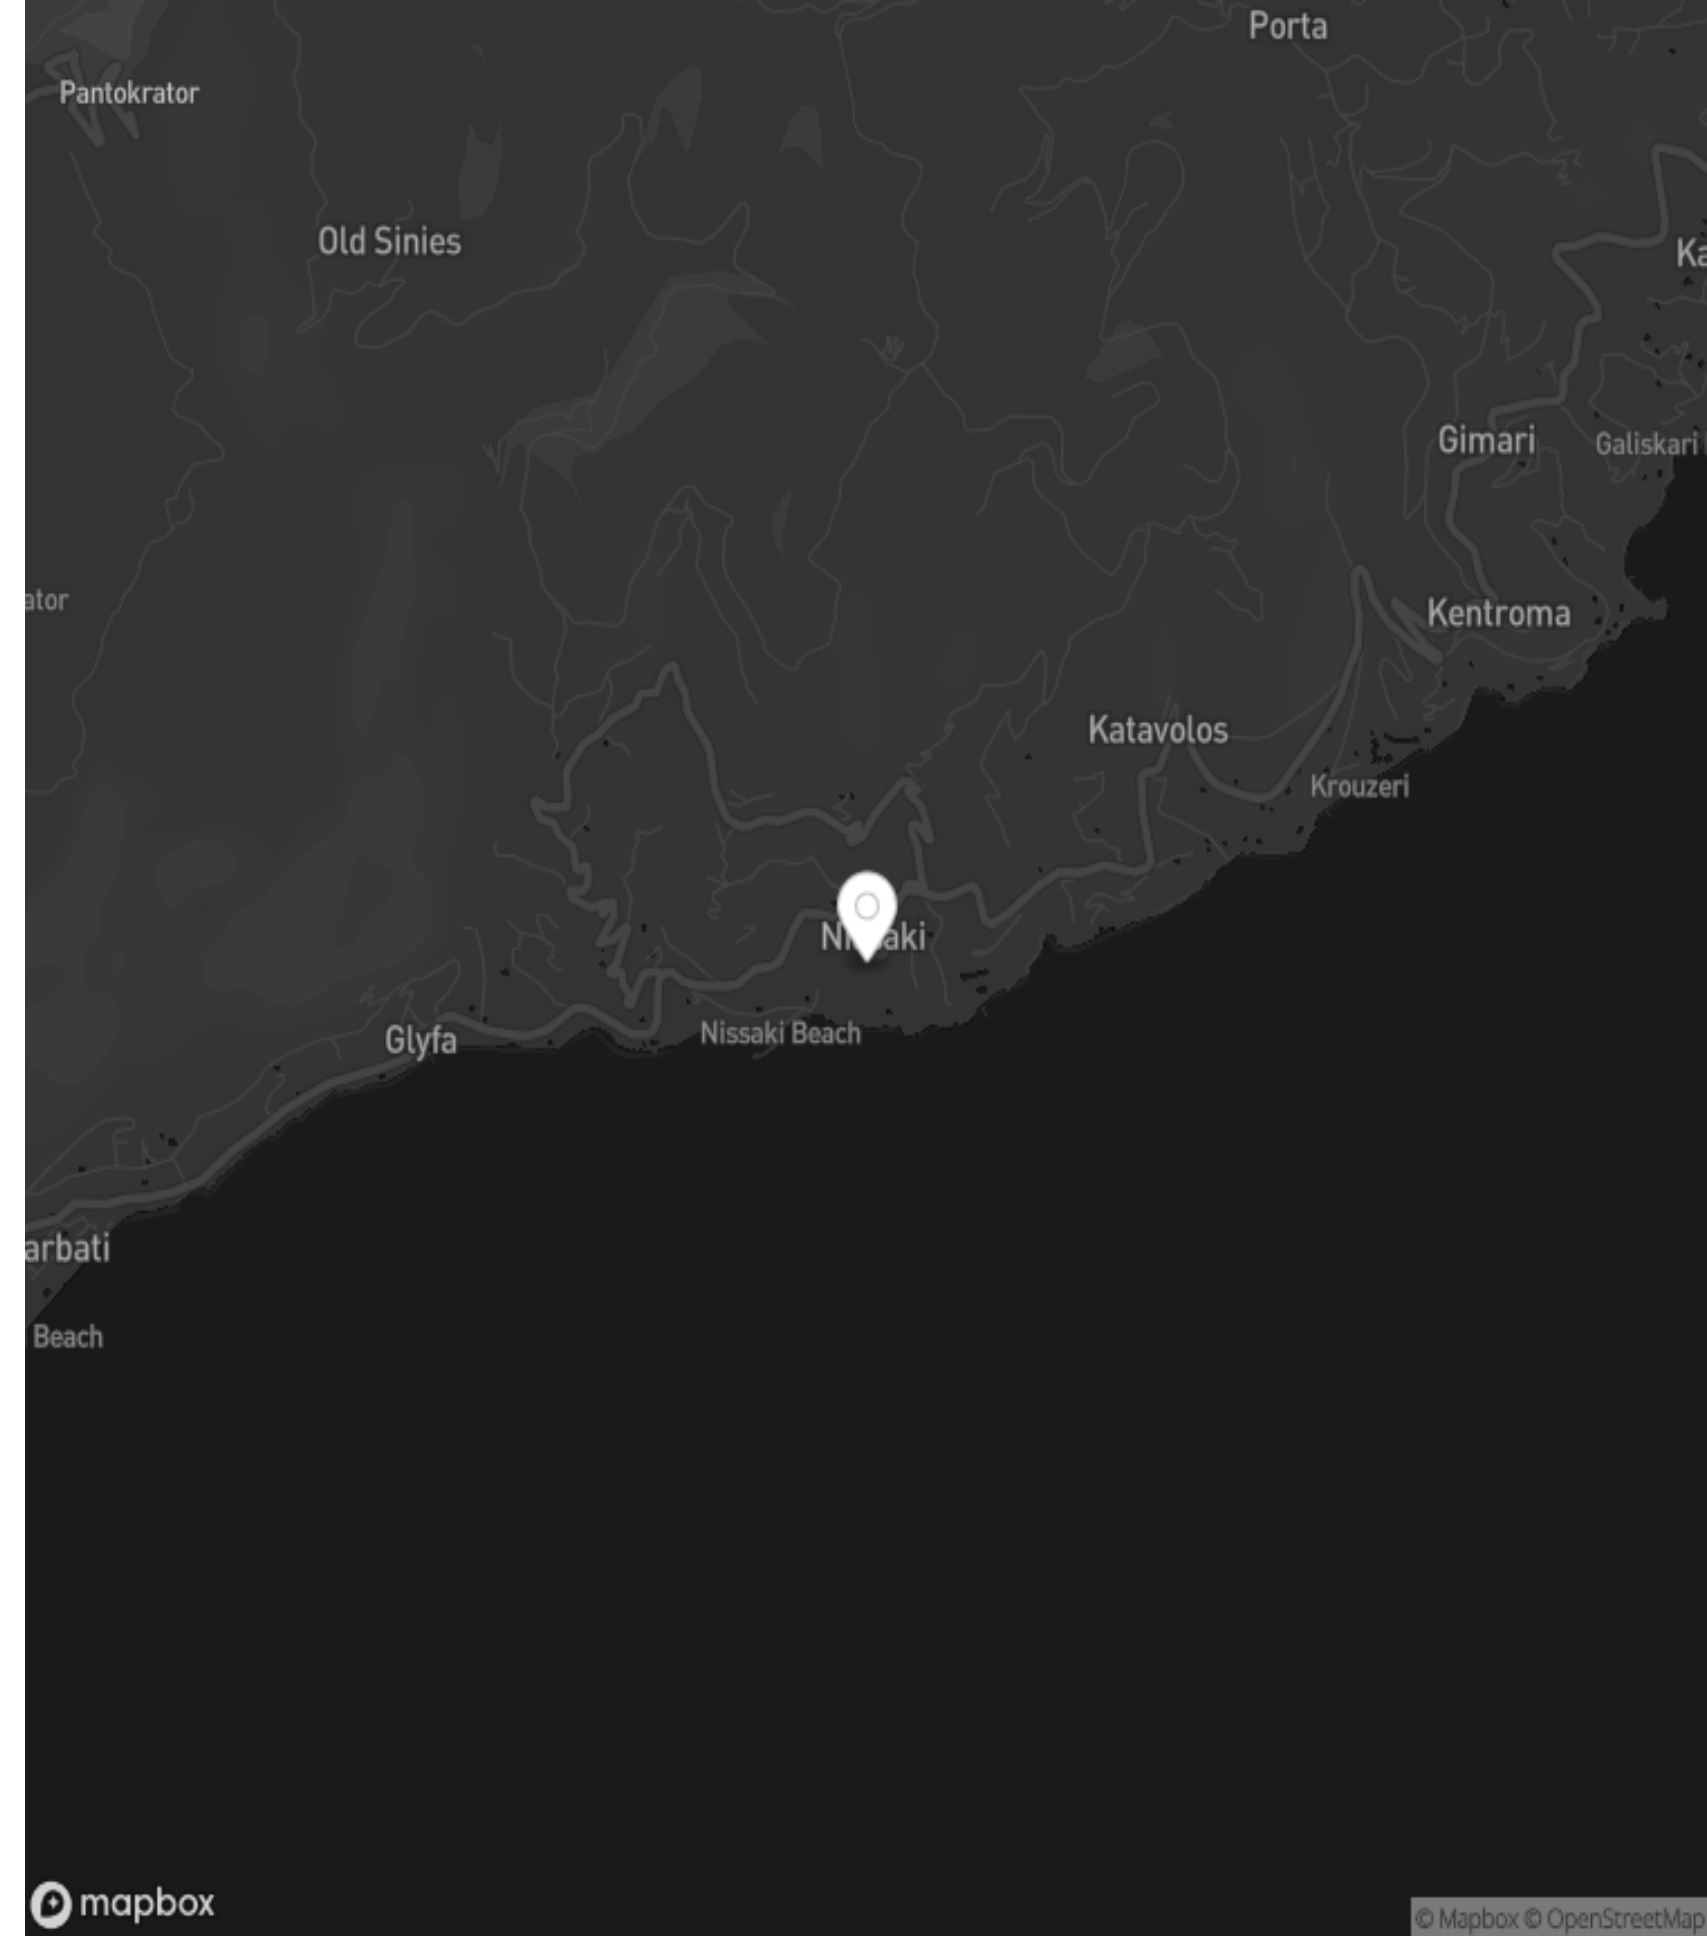 Porta
Pantokrator
Old Sinies
Ka
Gimari
Galiskari
ator
Kentroma
Katavolos
Krouzeri
Nissaki
Nissaki Beach
Glyfa
arbati
Beach
mapbox
© Mapbox © OpenStreetMap